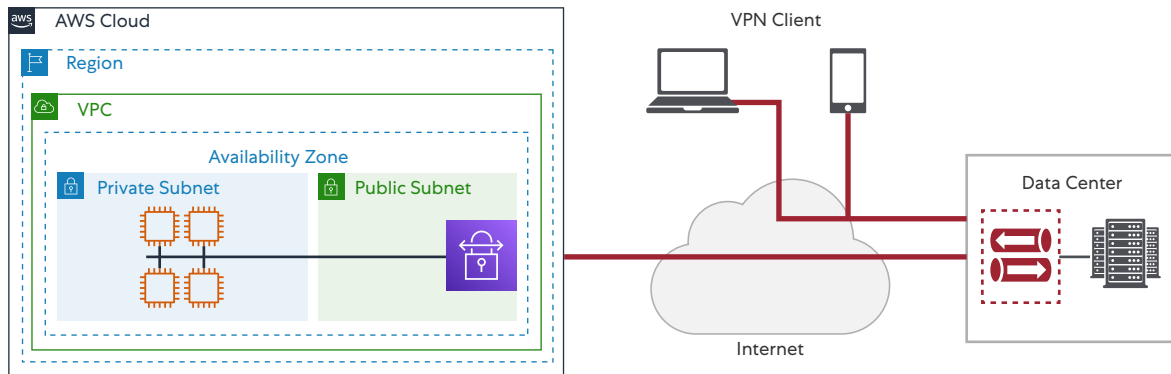 aws
AWS Cloud
VPN Client
Region
VPC
Availability Zone
Private Subnet
Public Subnet
Data Center
Internet